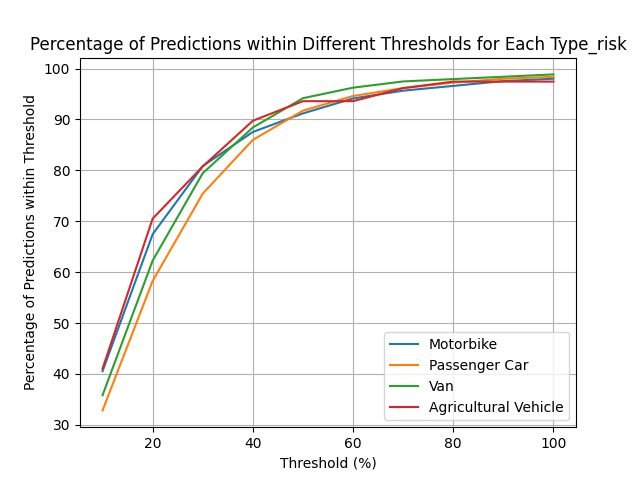 Percentage of Predictions within Different Thresholds for Each Type_risk
Percentage of Predictions within Threshold
100
90
80
70
60
50
40
30
20
40
60
80
100
Threshold (%)
Motorbike
Passenger Car
Van
Agricultural Vehicle